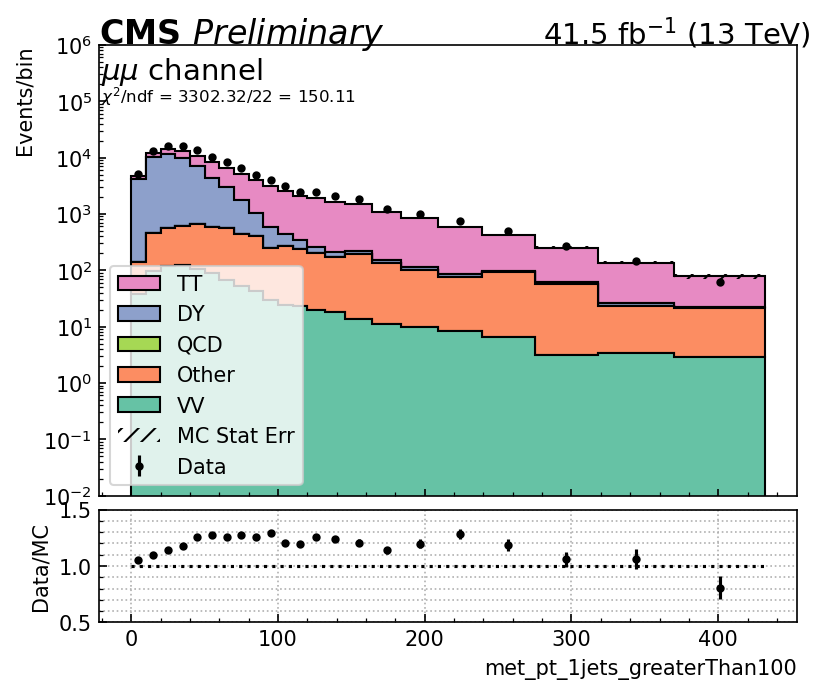 CMS Preliminary 41.5 fb⁻¹ (13 TeV)
μμ channel
χ²/ndf = 3302.32/22 = 150.11
Events/bin
10⁶
10⁵
10⁴
10³
10²
10¹
10⁰
10⁻¹
10⁻²
TT
DY
QCD
Other
VV
MC Stat Err
Data
Data/MC
1.5
1.0
0.5
0 100 200 300 400
met_pt_1jets_greaterThan100